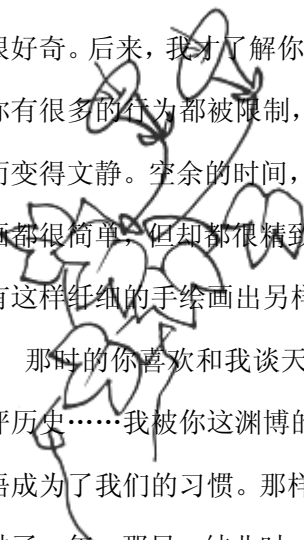 很好奇。后来，我才了解你
你有很多的行为都被限制，
而变得文静。空余的时间，
画都很简单，但却都很精致
有这样纤细的手绘画出另样
那时的你喜欢和我谈天
评历史……我被你这渊博的
语成为了我们的习惯。那样